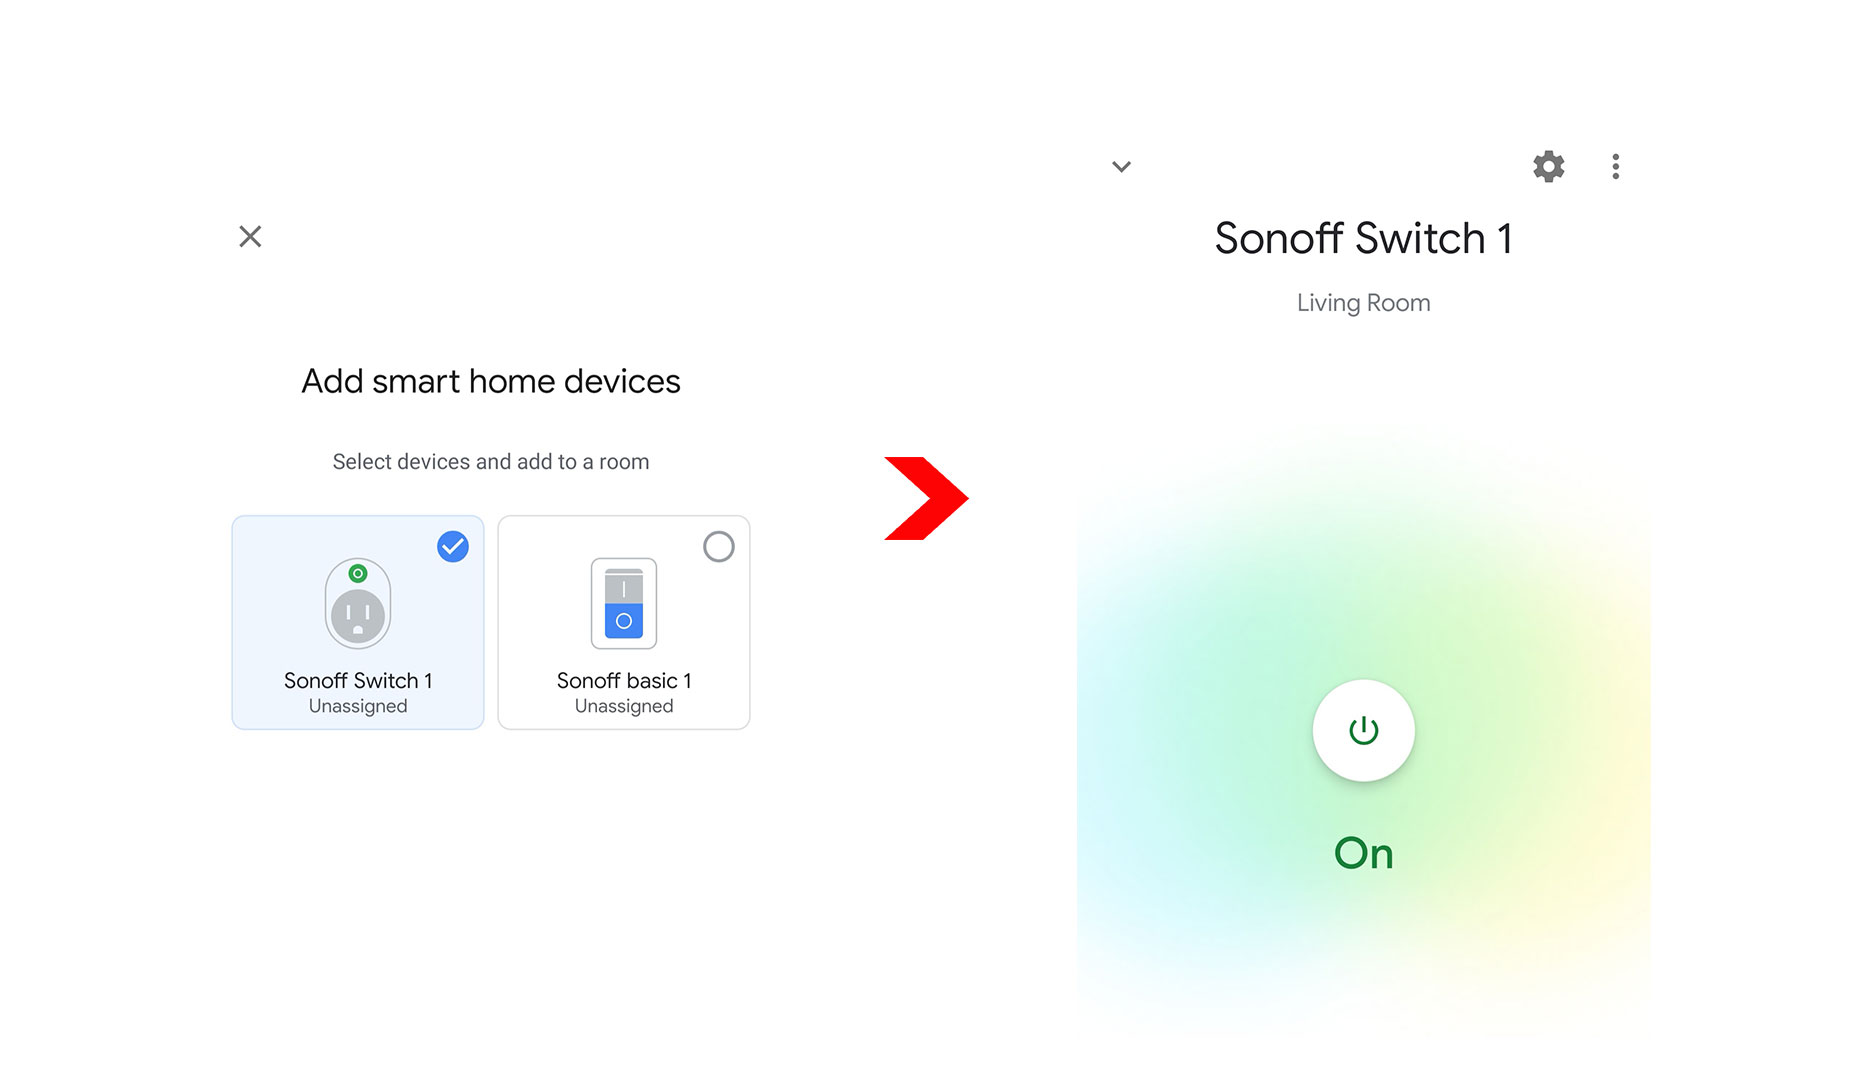 Add smart home devices
Select devices and add to a room
Sonoff Switch 1
Unassigned
Sonoff basic 1
Unassigned
Sonoff Switch 1
Living Room
On